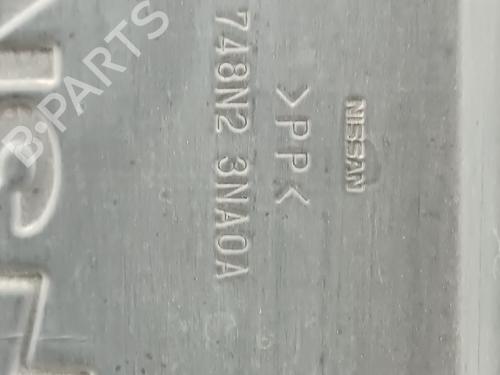 NISSAN
>PP<
748N2 3NA0A
B-PARTS